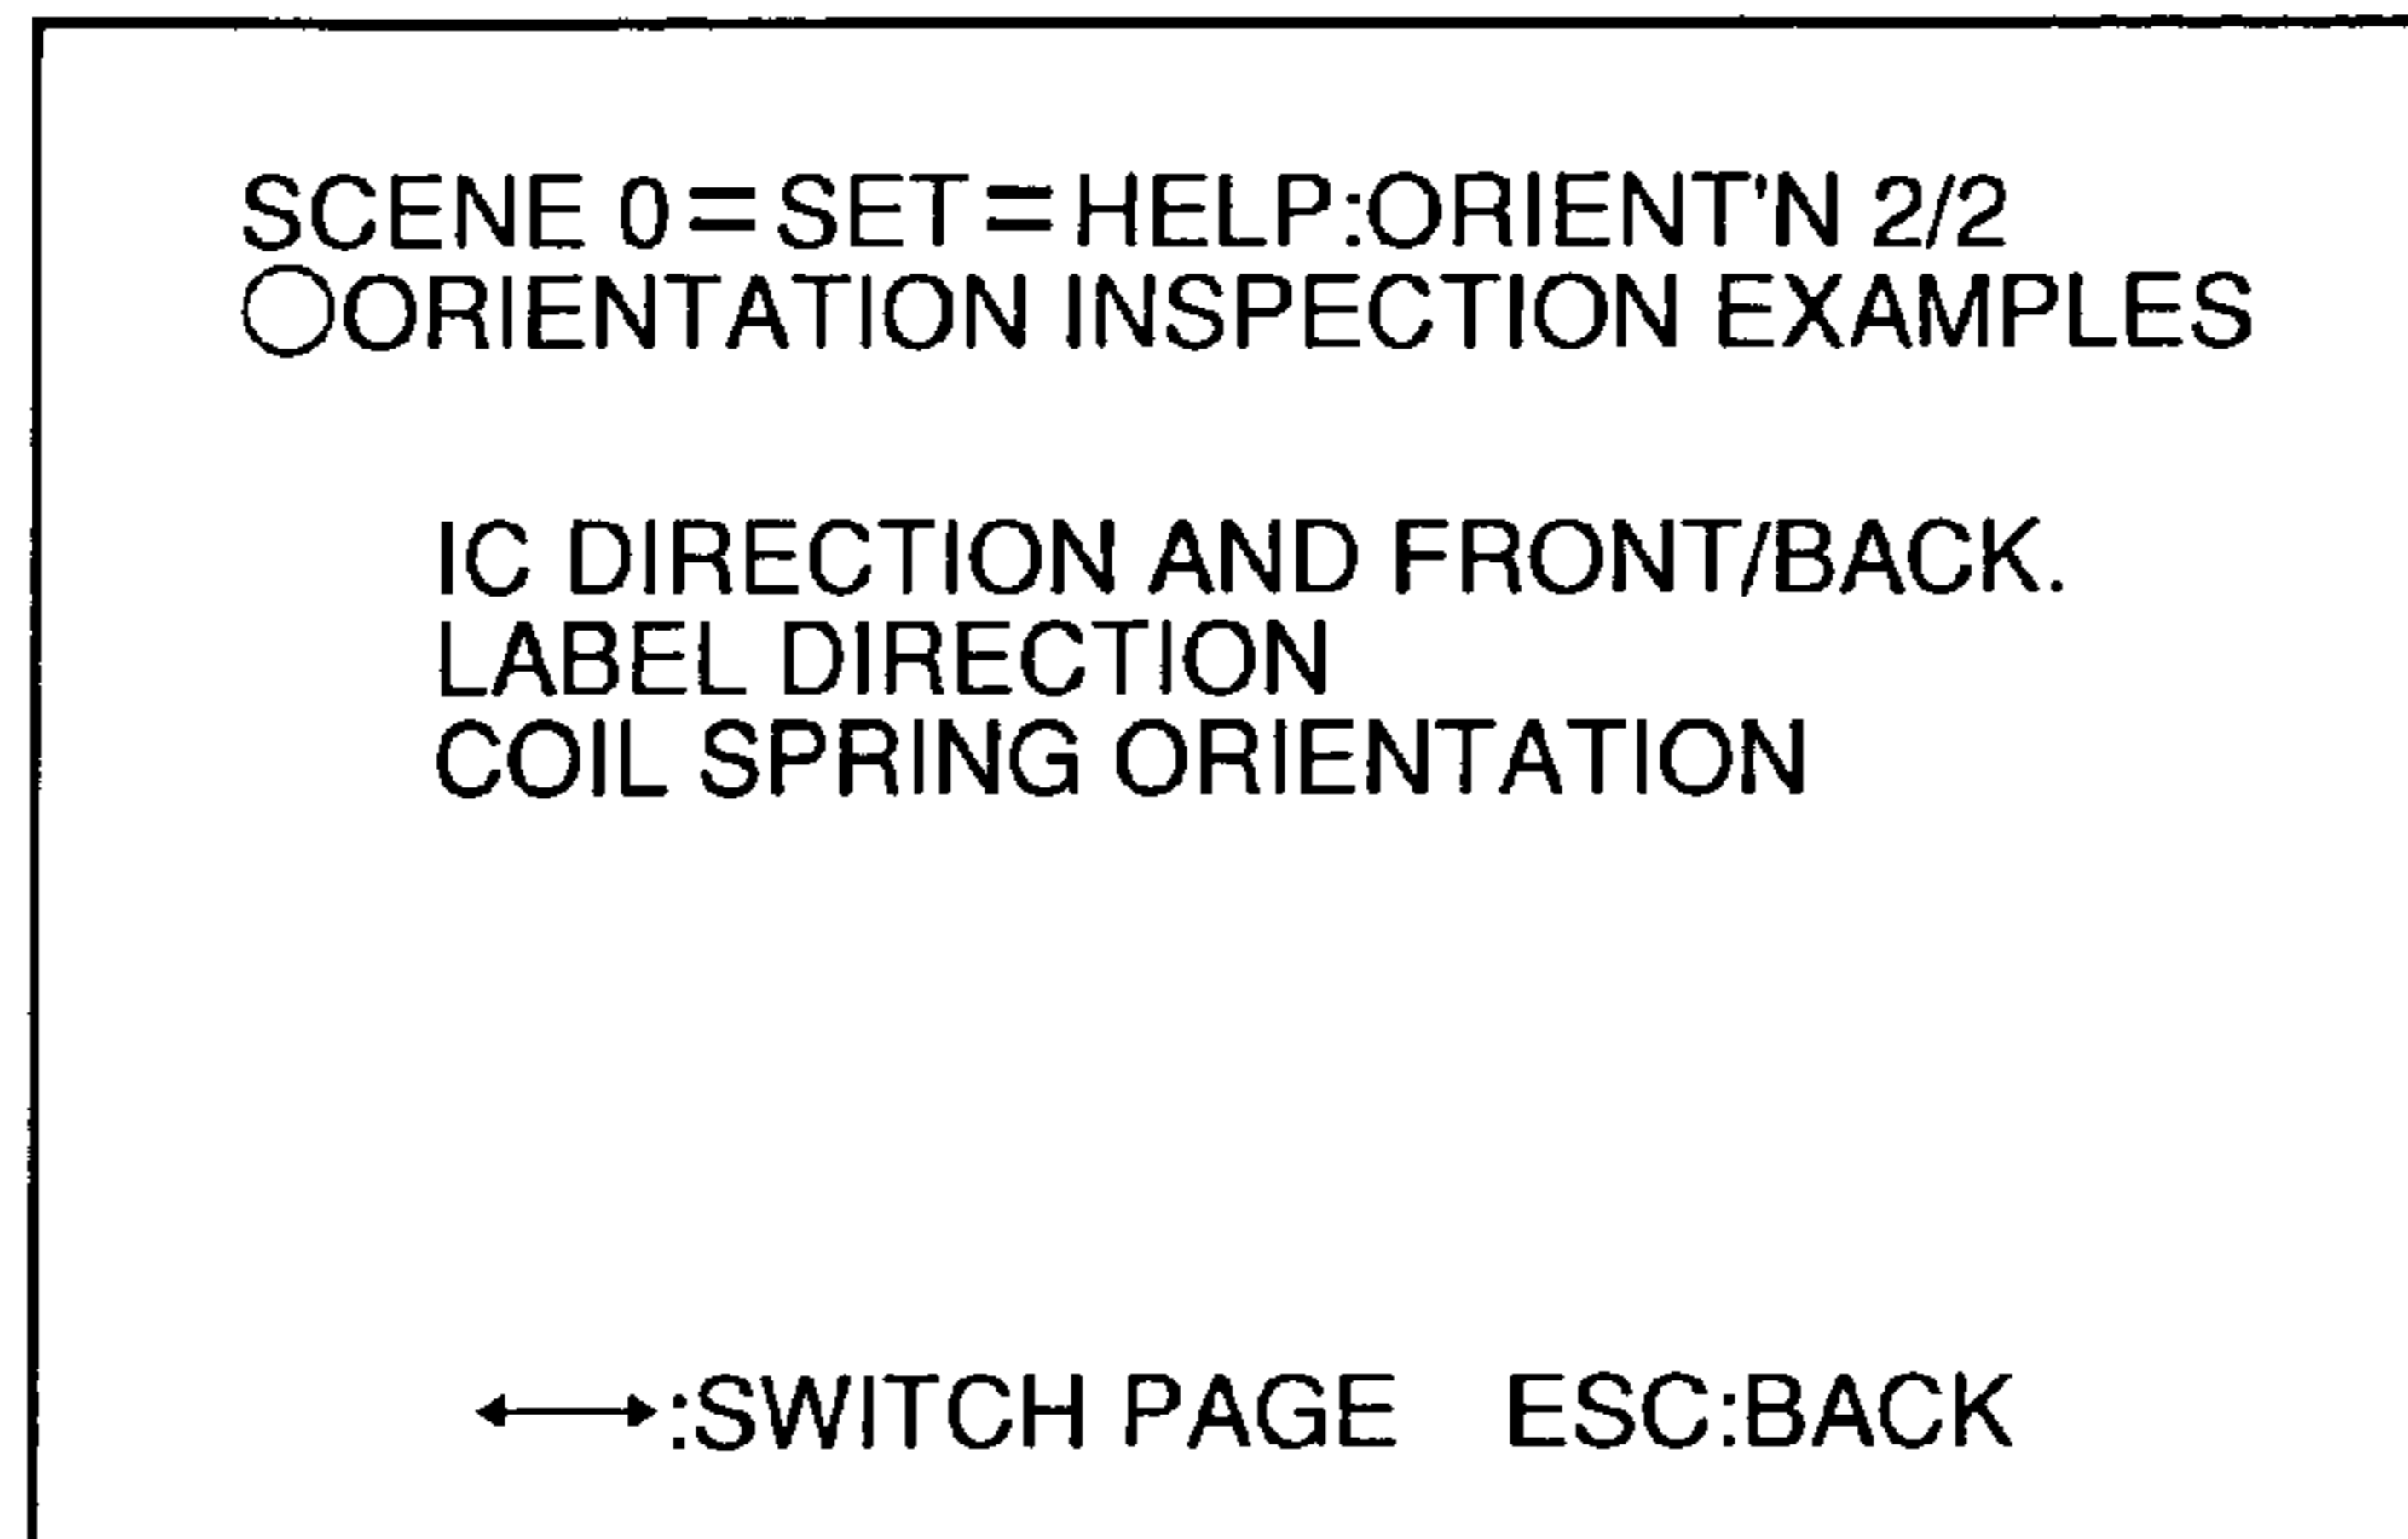 SCENE 0=SET=HELP:ORIENT'N 2/2
○ORIENTATION INSPECTION EXAMPLES
IC DIRECTION AND FRONT/BACK.
LABEL DIRECTION
COIL SPRING ORIENTATION
↔:SWITCH PAGE ESC:BACK